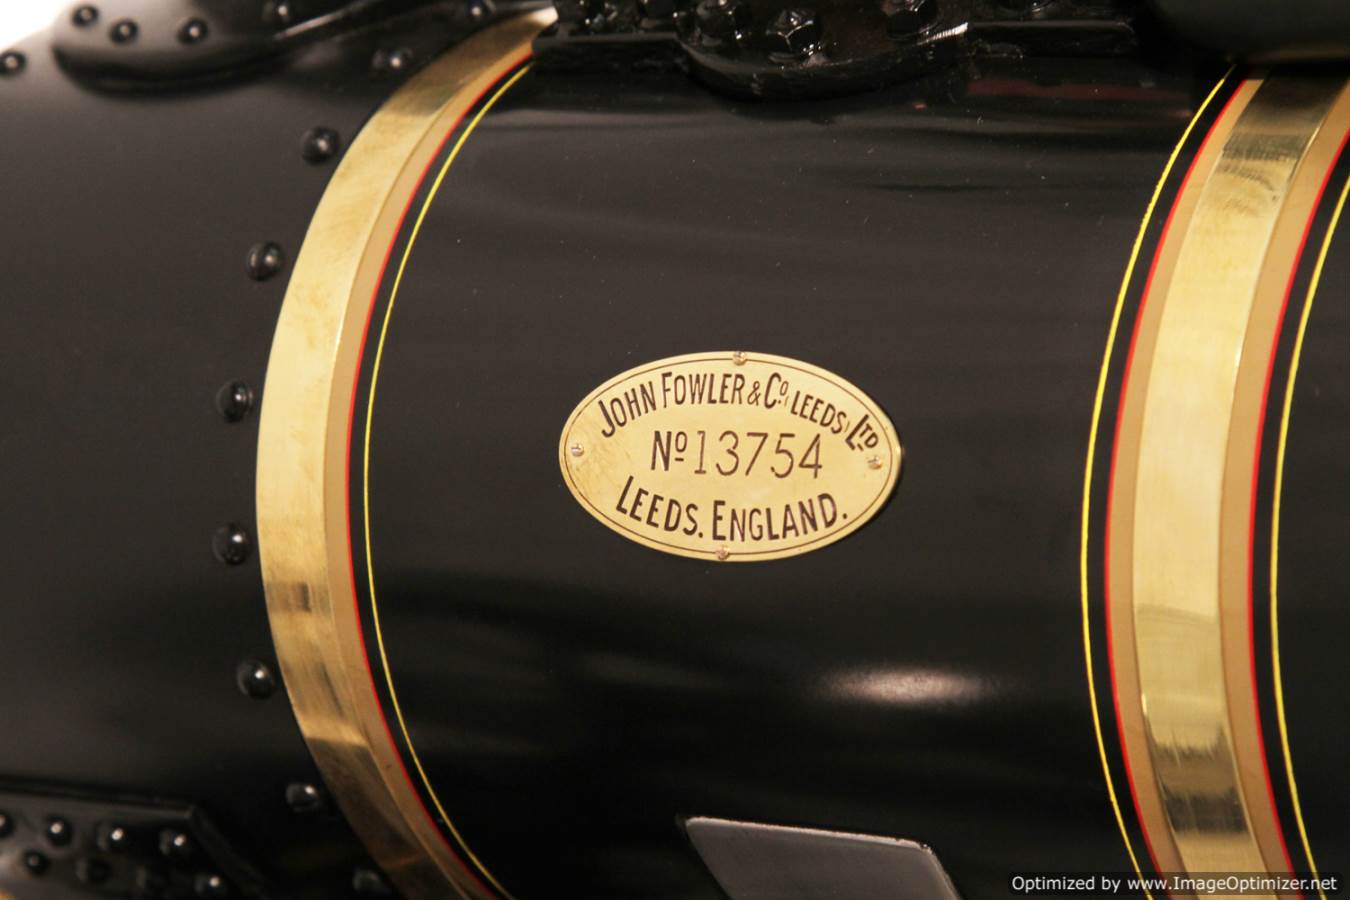 JOHN FOWLER & Co. (LEEDS) LTD
No 13754
LEEDS. ENGLAND.
Optimized by www.ImageOptimizer.net